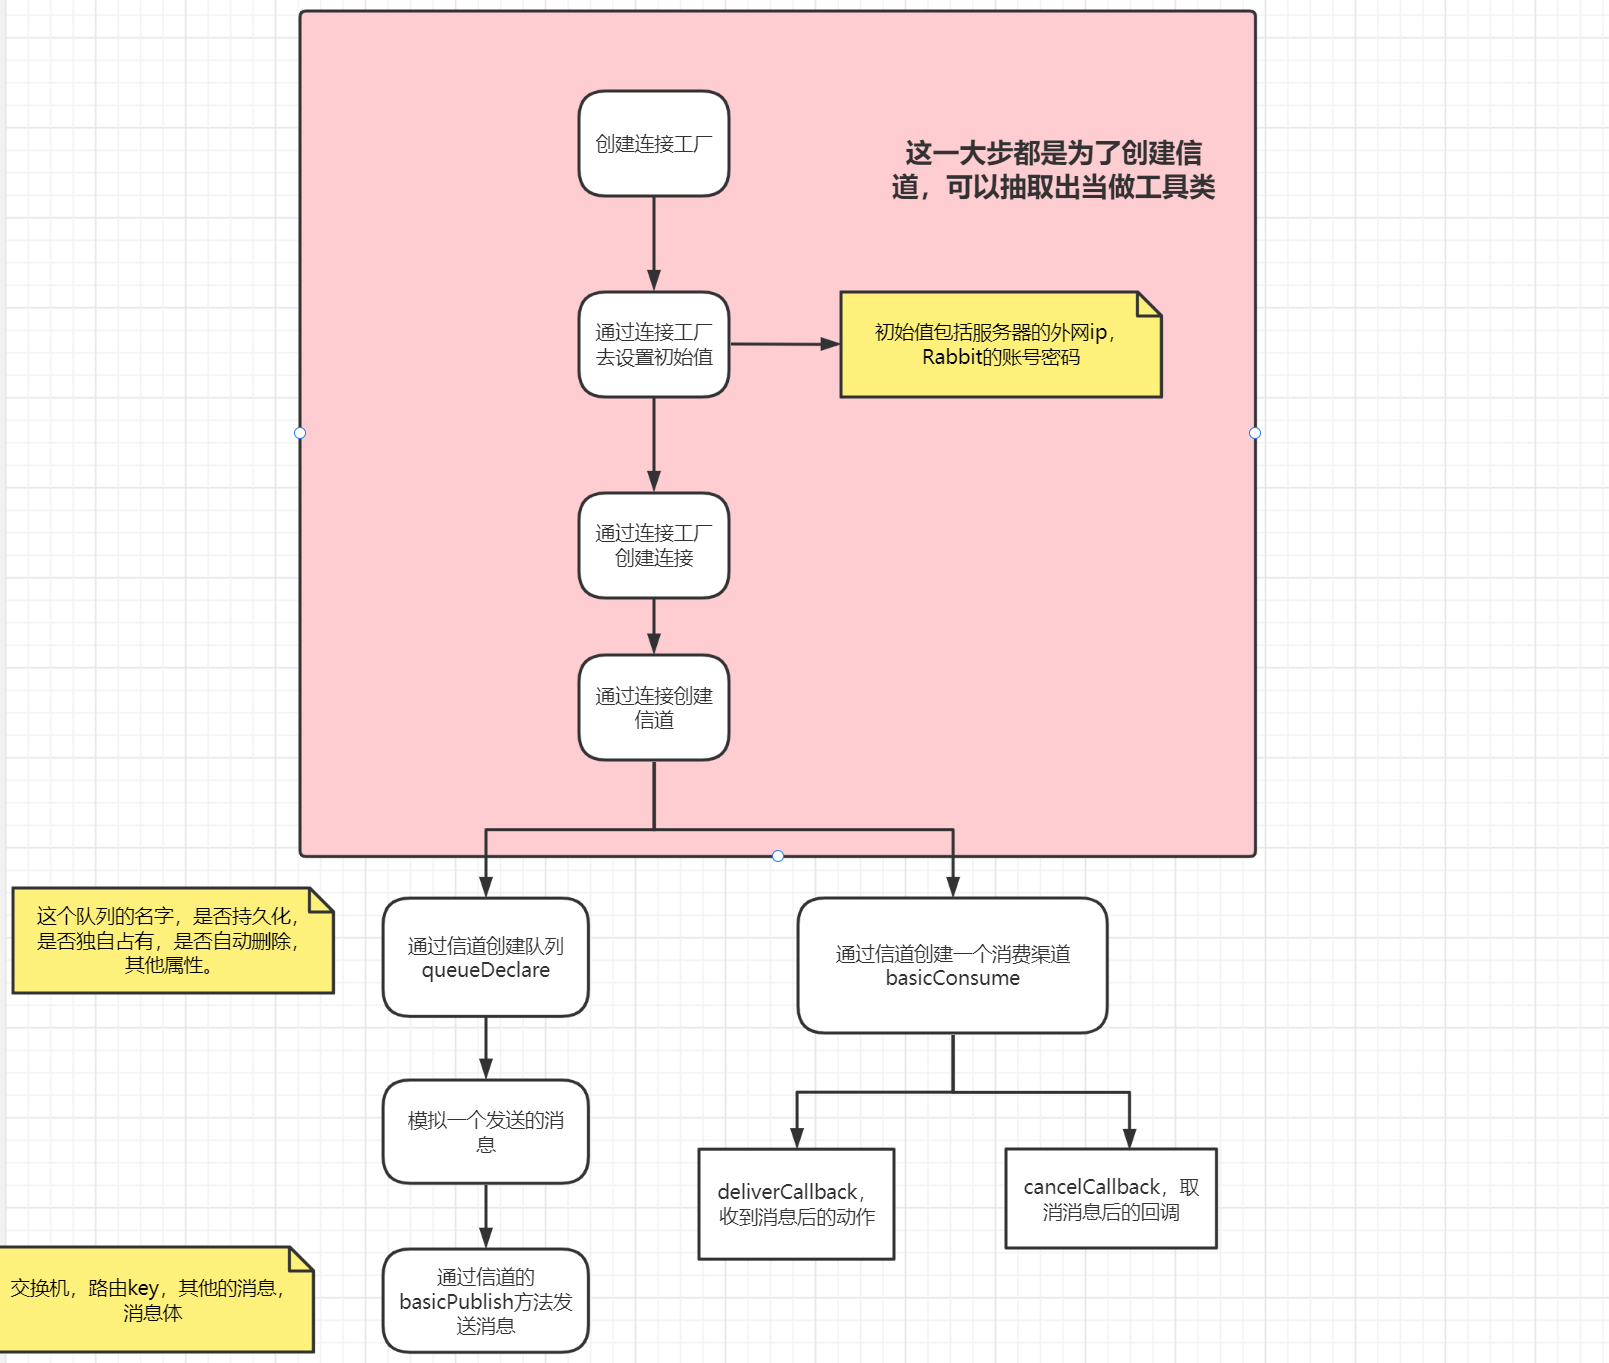 创建连接工厂
这一大步都是为了创建信
道，可以抽取出当做工具类
通过连接工厂
去设置初始值
初始值包括服务器的外网ip，
Rabbit的账号密码
通过连接工厂
创建连接
通过连接创建
信道
这个队列的名字，是否持久化，
是否独自占有，是否自动删除，
其他属性。
通过信道创建队列
queueDeclare
通过信道创建一个消费渠道
basicConsume
模拟一个发送的消
息
deliverCallback，
收到消息后的动作
cancelCallback，取
消消息后的回调
交换机，路由key，其他的消息，
消息体
通过信道的
basicPublish方法发
送消息